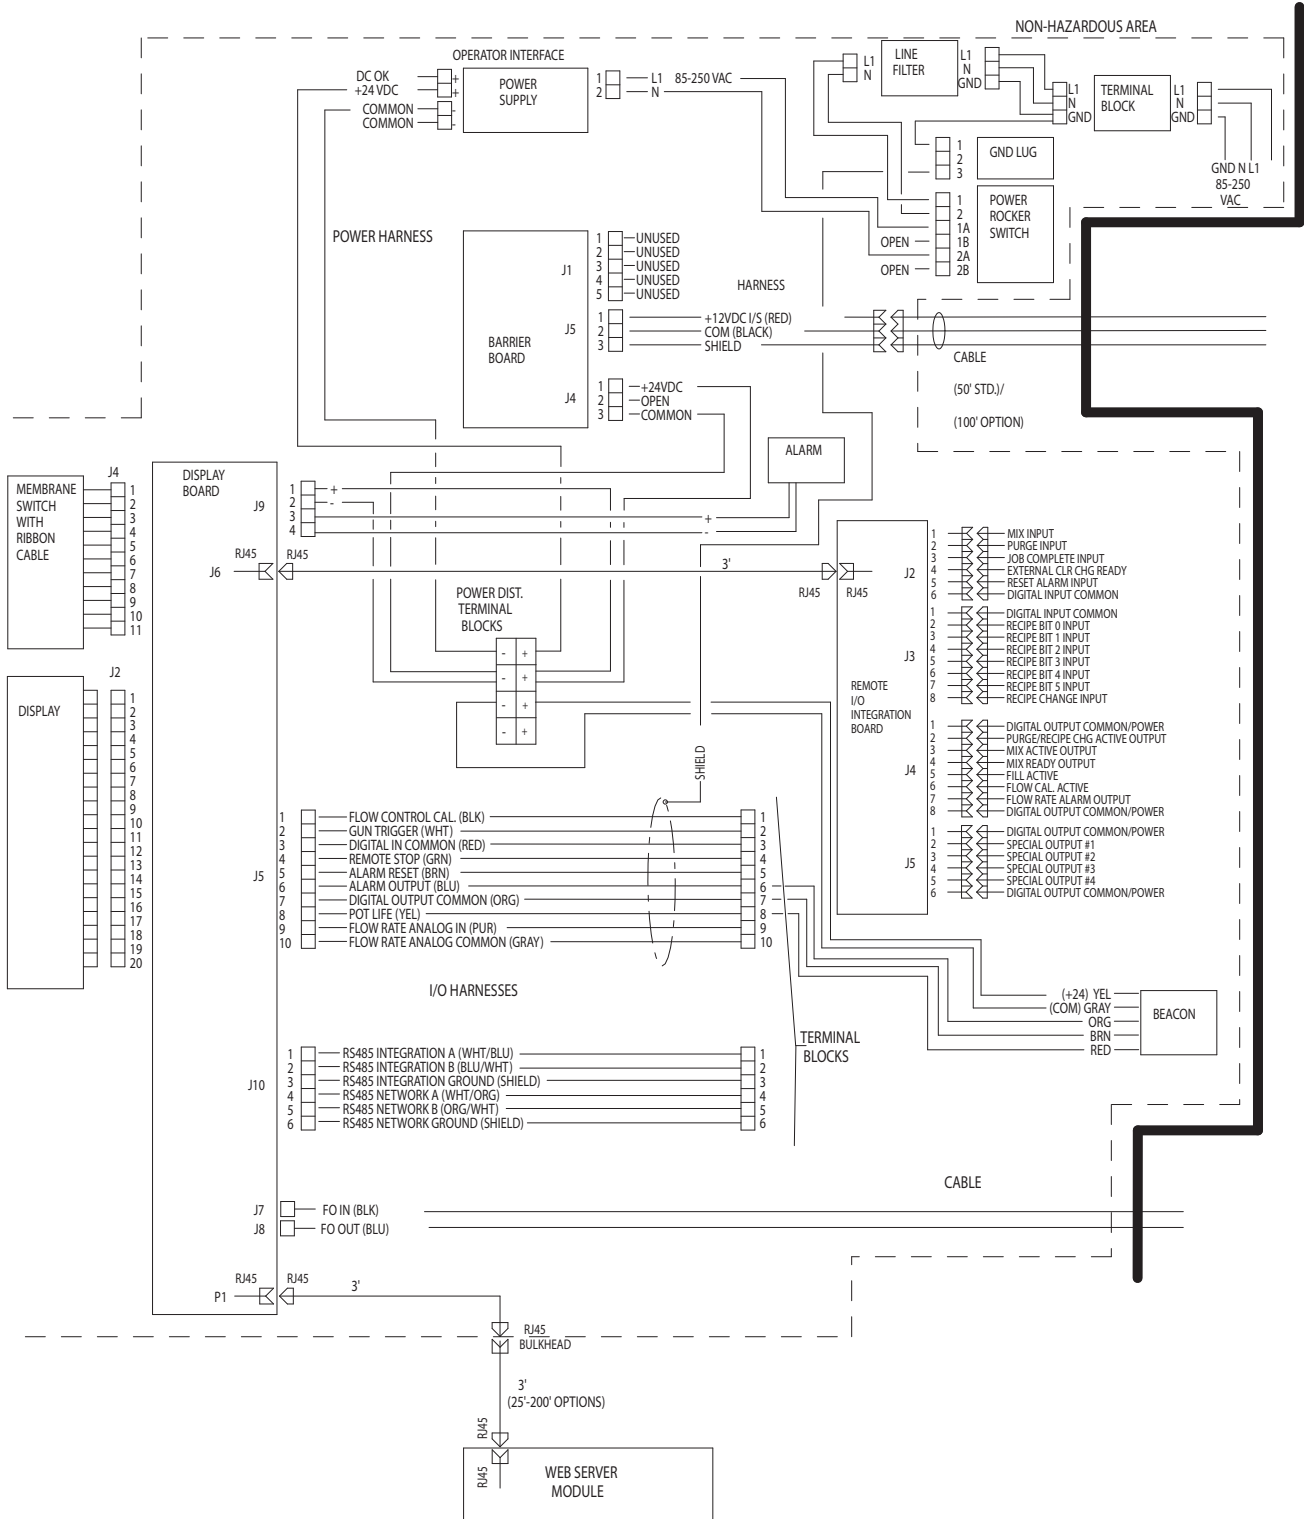 NON-HAZARDOUS AREA
OPERATOR INTERFACE
DC OK
+24 VDC
COMMON
COMMON
+
+
-
-
POWER
SUPPLY
1
2
L1 85-250 VAC
N
L1
N
LINE
FILTER
L1
N
GND
L1
N
GND
TERMINAL
BLOCK
L1
N
GND
GND N L1
85-250
VAC
1
2
3
GND LUG
1
2
1A
1B
2A
2B
OPEN
OPEN
POWER
ROCKER
SWITCH
POWER HARNESS
BARRIER
BOARD
J1
1 UNUSED
2 UNUSED
3 UNUSED
4 UNUSED
5 UNUSED
HARNESS
J5
1 +12VDC I/S (RED)
2 COM (BLACK)
3 SHIELD
J4
1 +24VDC
2 OPEN
3 COMMON
CABLE
(50' STD.)/
(100' OPTION)
ALARM
MEMBRANE
SWITCH
WITH
RIBBON
CABLE
J4
1
2
3
4
5
6
7
8
9
10
11
DISPLAY
BOARD
J9
1 +
2 -
3
4
+
-
RJ45
RJ45
J6
3'
RJ45
RJ45
POWER DIST.
TERMINAL
BLOCKS
- +
- +
- +
- +
DISPLAY
J2
1
2
3
4
5
6
7
8
9
10
11
12
13
14
15
16
17
18
19
20
REMOTE
I/O
INTEGRATION
BOARD
J2
1 MIX INPUT
2 PURGE INPUT
3 JOB COMPLETE INPUT
4 EXTERNAL CLR CHG READY
5 RESET ALARM INPUT
6 DIGITAL INPUT COMMON
J3
1 DIGITAL INPUT COMMON
2 RECIPE BIT 0 INPUT
3 RECIPE BIT 1 INPUT
4 RECIPE BIT 2 INPUT
5 RECIPE BIT 3 INPUT
6 RECIPE BIT 4 INPUT
7 RECIPE BIT 5 INPUT
8 RECIPE CHANGE INPUT
J4
1 DIGITAL OUTPUT COMMON/POWER
2 PURGE/RECIPE CHG ACTIVE OUTPUT
3 MIX ACTIVE OUTPUT
4 MIX READY OUTPUT
5 FILL ACTIVE
6 FLOW CAL. ACTIVE
7 FLOW RATE ALARM OUTPUT
8 DIGITAL OUTPUT COMMON/POWER
J5
1 DIGITAL OUTPUT COMMON/POWER
2 SPECIAL OUTPUT #1
3 SPECIAL OUTPUT #2
4 SPECIAL OUTPUT #3
5 SPECIAL OUTPUT #4
6 DIGITAL OUTPUT COMMON/POWER
SHIELD
J5
1 FLOW CONTROL CAL. (BLK) 1
2 GUN TRIGGER (WHT) 2
3 DIGITAL IN COMMON (RED) 3
4 REMOTE STOP (GRN) 4
5 ALARM RESET (BRN) 5
6 ALARM OUTPUT (BLU) 6
7 DIGITAL OUTPUT COMMON (ORG) 7
8 POT LIFE (YEL) 8
9 FLOW RATE ANALOG IN (PUR) 9
10 FLOW RATE ANALOG COMMON (GRAY) 10
I/O HARNESSES
(+24) YEL
(COM) GRAY
ORG
BRN
RED
BEACON
TERMINAL
BLOCKS
J10
1 RS485 INTEGRATION A (WHT/BLU) 1
2 RS485 INTEGRATION B (BLU/WHT) 2
3 RS485 INTEGRATION GROUND (SHIELD) 3
4 RS485 NETWORK A (WHT/ORG) 4
5 RS485 NETWORK B (ORG/WHT) 5
6 RS485 NETWORK GROUND (SHIELD) 6
CABLE
J7 FO IN (BLK)
J8 FO OUT (BLU)
RJ45
RJ45
P1
3'
RJ45
BULKHEAD
3'
(25'-200' OPTIONS)
RJ45
RJ45
WEB SERVER
MODULE